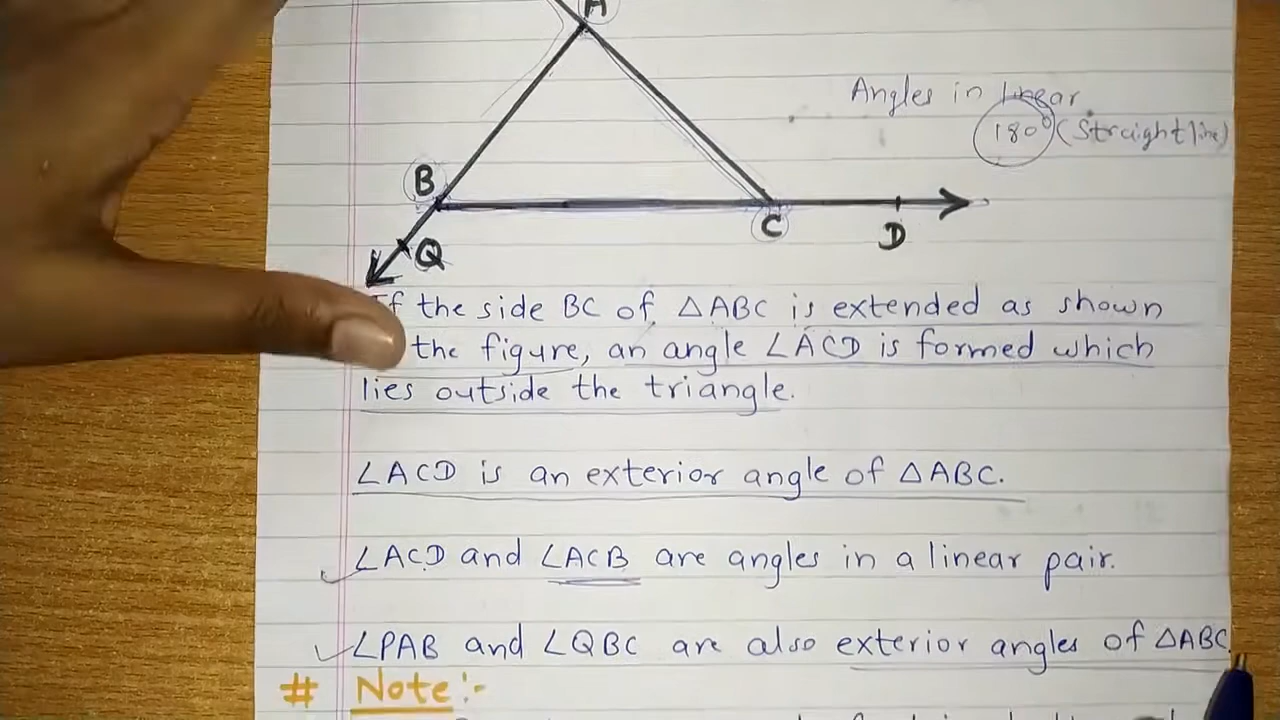 A
Angles in linear
180° (Straight line)
B
C
D
Q
If the side BC of △ABC is extended as shown
the figure, an angle ∠ACD is formed which
lies outside the triangle.
∠ACD is an exterior angle of △ABC.
∠ACD and ∠ACB are angles in a linear pair.
∠PAB and ∠QBC are also exterior angles of △ABC.
# Note:-